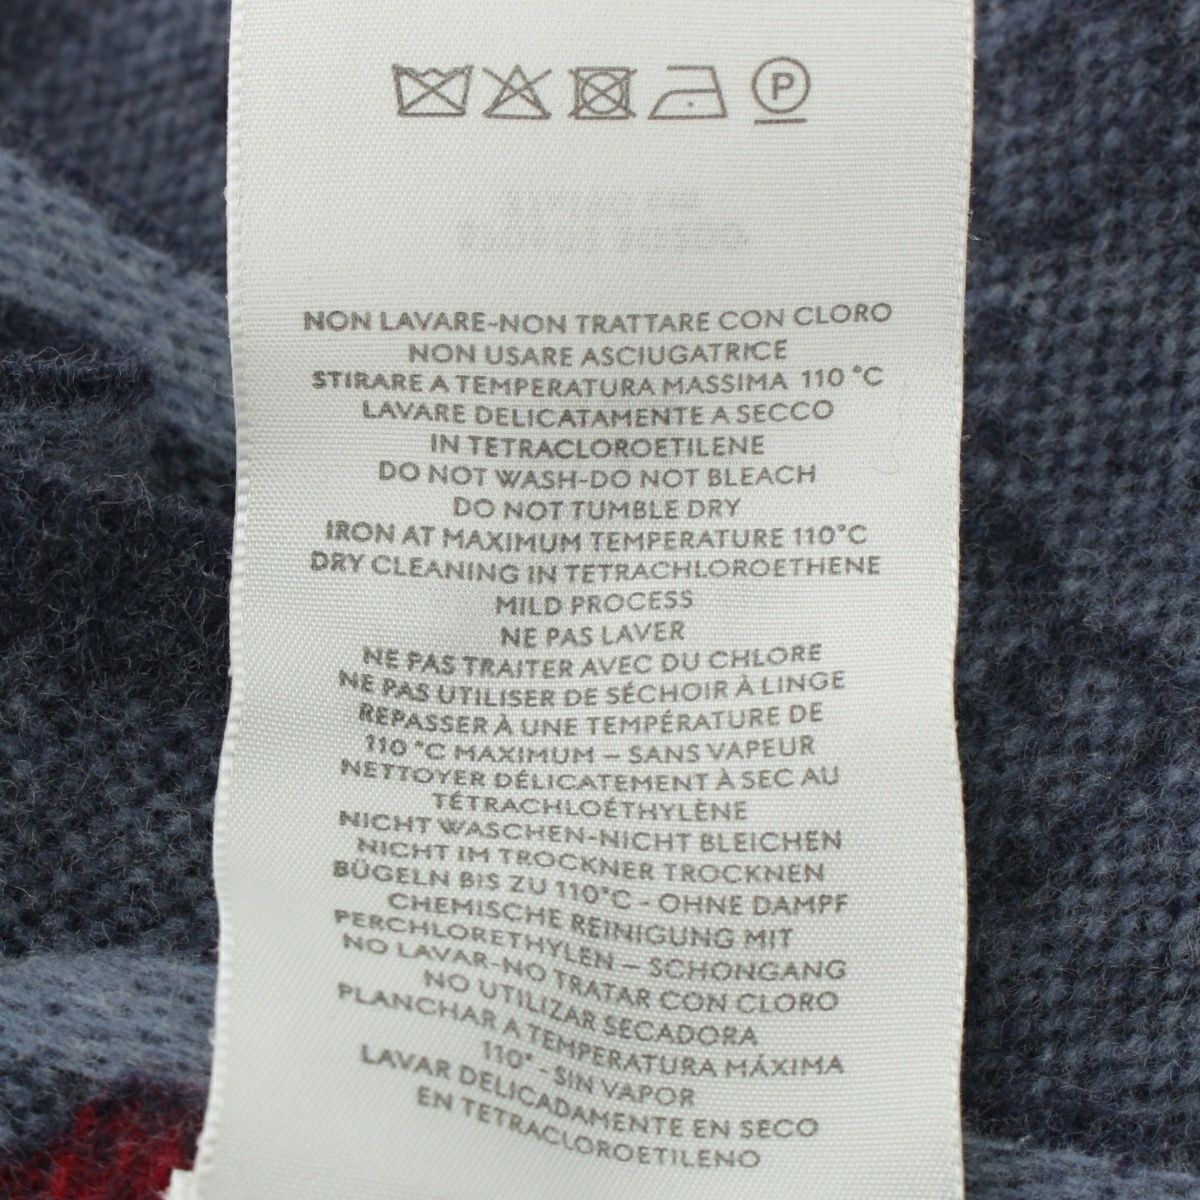 P
NON LAVARE-NON TRATTARE CON CLORO
NON USARE ASCIUGATRICE
STIRARE A TEMPERATURA MASSIMA 110 °C
LAVARE DELICATAMENTE A SECCO
IN TETRACLOROETILENE
DO NOT WASH-DO NOT BLEACH
DO NOT TUMBLE DRY
IRON AT MAXIMUM TEMPERATURE 110°C
DRY CLEANING IN TETRACHLOROETHENE
MILD PROCESS
NE PAS LAVER
NE PAS TRAITER AVEC DU CHLORE
NE PAS UTILISER DE SÉCHOIR À LINGE
REPASSER À UNE TEMPÉRATURE DE
110 °C MAXIMUM – SANS VAPEUR
NETTOYER DÉLICATEMENT À SEC AU
TÉTRACHLOÉTHYLÈNE
NICHT WASCHEN-NICHT BLEICHEN
NICHT IM TROCKNER TROCKNEN
BÜGELN BIS ZU 110°C - OHNE DAMPF
CHEMISCHE REINIGUNG MIT
PERCHLORETHYLEN – SCHONGANG
NO LAVAR-NO TRATAR CON CLORO
NO UTILIZAR SECADORA
PLANCHAR A TEMPERATURA MÁXIMA
110° - SIN VAPOR
LAVAR DELICADAMENTE EN SECO
EN TETRACLOROETILENO